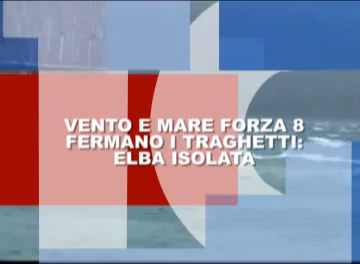 VENTO E MARE FORZA 8
FERMANO I TRAGHETTI:
ELBA ISOLATA